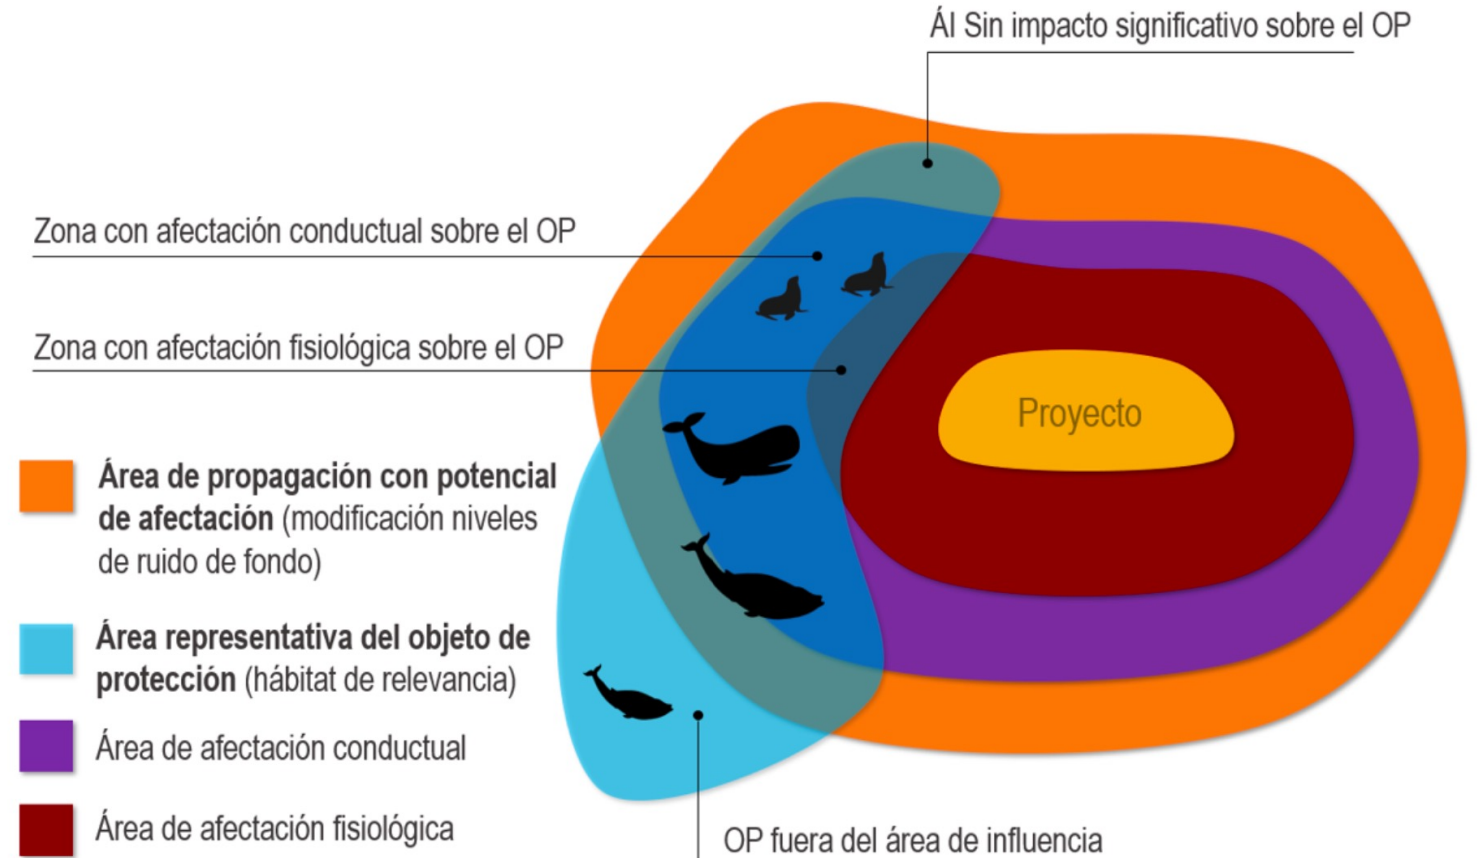 ÁI Sin impacto significativo sobre el OP
Zona con afectación conductual sobre el OP
Zona con afectación fisiológica sobre el OP
Proyecto
Área de propagación con potencial
de afectación (modificación niveles
de ruido de fondo)
Área representativa del objeto de
protección (hábitat de relevancia)
Área de afectación conductual
Área de afectación fisiológica
OP fuera del área de influencia